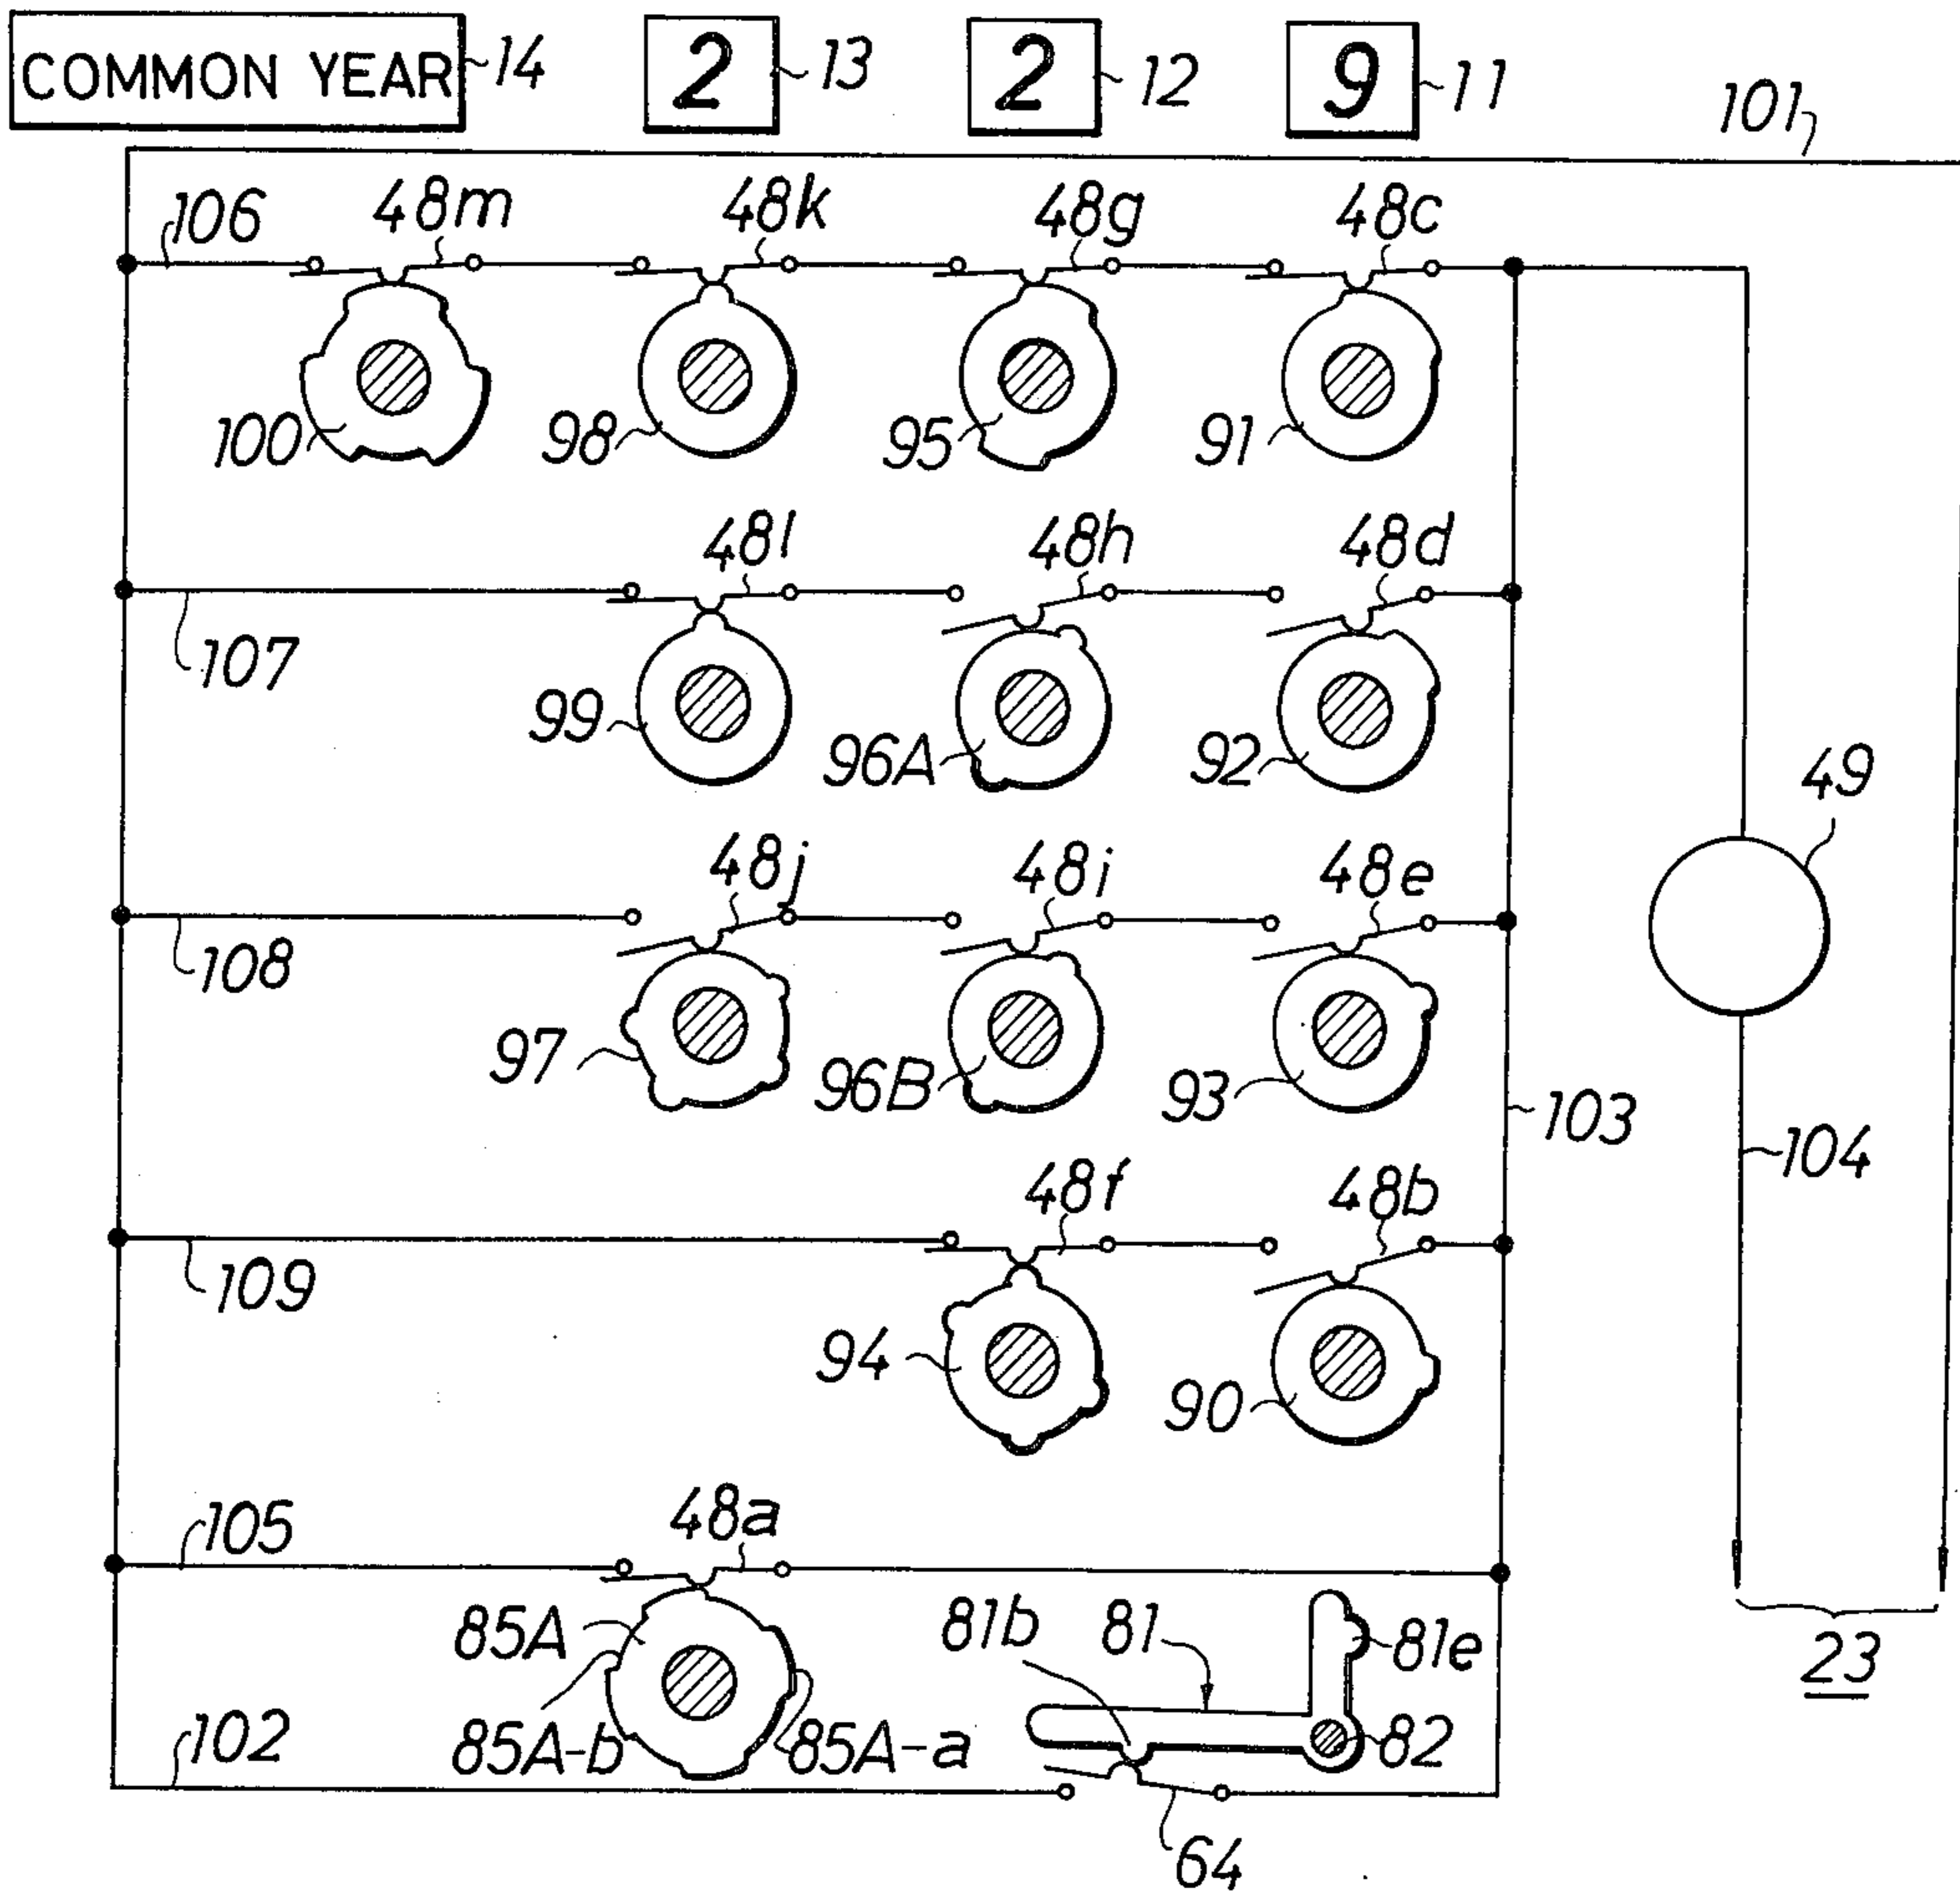 COMMON YEAR 14 2 13 2 12 9 11
101
106 48m 48k 48g 48c
100 98 95 91
48l 48h 48d
107
99 96A 92
49
48j 48i 48e
108
97 96B 93
103
104
48f 48b
109
94
90
105 48a
85A 81b 81 81e
23
102 85A-b 85A-a 82
64